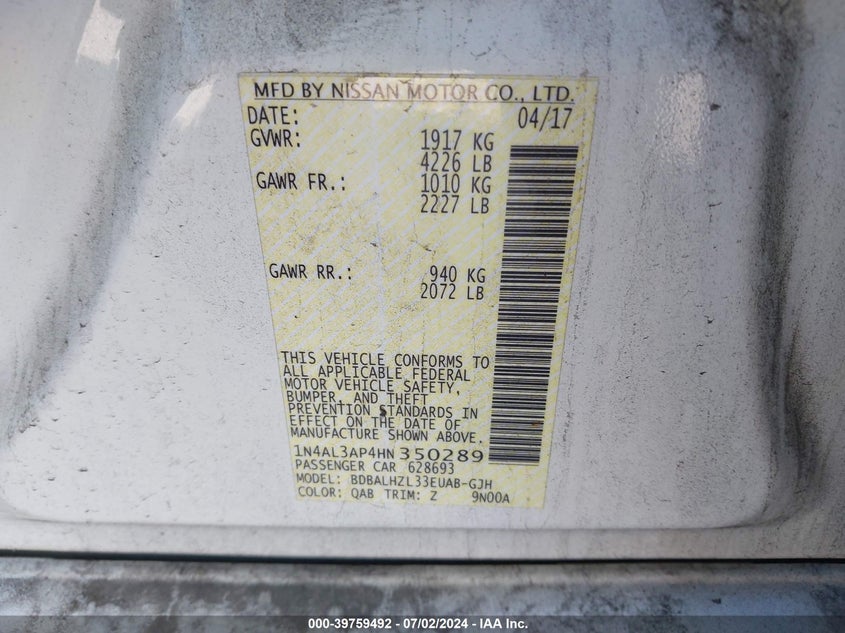 MFD BY NISSAN MOTOR CO., LTD.
DATE: 04/17
GVWR: 1917 KG
4226 LB
GAWR FR.: 1010 KG
2227 LB
GAWR RR.: 940 KG
2072 LB
THIS VEHICLE CONFORMS TO
ALL APPLICABLE FEDERAL
MOTOR VEHICLE SAFETY,
BUMPER, AND THEFT
PREVENTION STANDARDS IN
EFFECT ON THE DATE OF
MANUFACTURE SHOWN ABOVE.
1N4AL3AP4HN350289
PASSENGER CAR 628693
MODEL: BDBALHZL33EUAB-GJH
COLOR: QAB TRIM: Z 9N00A
000-39759492 - 07/02/2024 - IAA Inc.